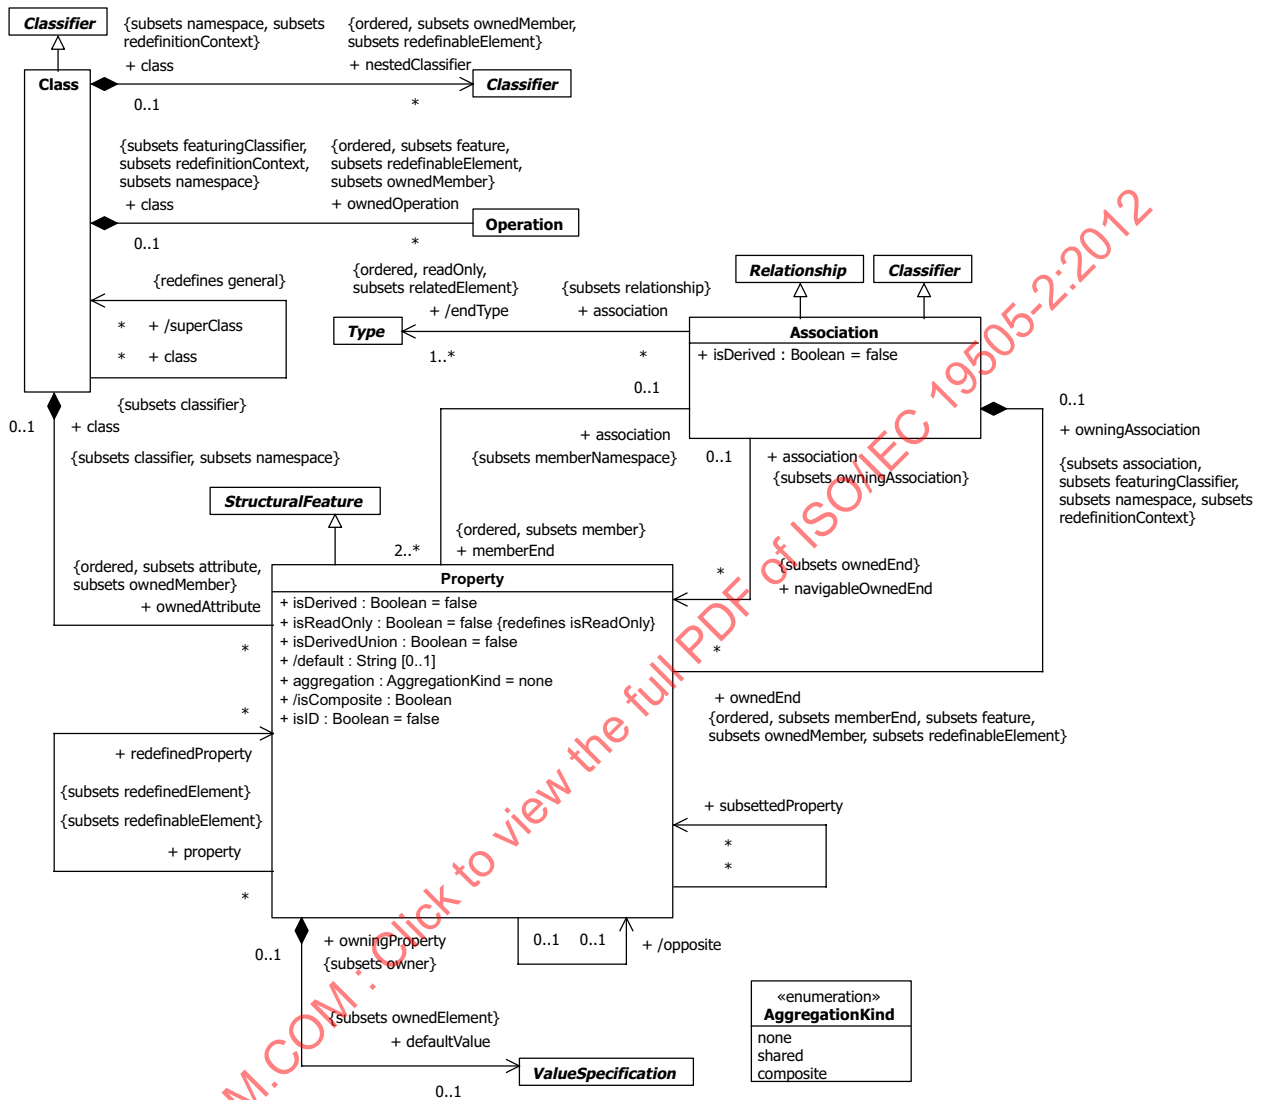 Classifier
{subsets namespace, subsets
redefinitionContext}
+ class
0..1
{ordered, subsets ownedMember,
subsets redefinableElement}
+ nestedClassifier
*
Classifier
Class
{subsets featuringClassifier,
subsets redefinitionContext,
subsets namespace}
+ class
0..1
{ordered, subsets feature,
subsets redefinableElement,
subsets ownedMember}
+ ownedOperation
*
Operation
{redefines general}
* + /superClass
* + class
{subsets classifier}
{ordered, readOnly,
subsets relatedElement}
+ /endType
1..*
Type
{subsets relationship}
+ association
*
Relationship
Classifier
Association
+ isDerived : Boolean = false
0..1
+ association
{subsets memberNamespace}
0..1
+ association
{subsets owningAssociation}
0..1
+ owningAssociation
{subsets association,
subsets featuringClassifier,
subsets namespace, subsets
redefinitionContext}
0..1
+ class
{subsets classifier, subsets namespace}
StructuralFeature
{ordered, subsets member}
2..*
+ memberEnd
{ordered, subsets attribute,
subsets ownedMember}
+ ownedAttribute
*
{subsets ownedEnd}
* + navigableOwnedEnd
Property
+ isDerived : Boolean = false
+ isReadOnly : Boolean = false {redefines isReadOnly}
+ isDerivedUnion : Boolean = false
+ /default : String [0..1]
+ aggregation : AggregationKind = none
+ /isComposite : Boolean
+ isID : Boolean = false
*
+ ownedEnd
{ordered, subsets memberEnd, subsets feature,
subsets ownedMember, subsets redefinableElement}
*
+ redefinedProperty
{subsets redefinedElement}
{subsets redefinableElement}
+ property
*
+ subsettedProperty
*
*
0..1
+ owningProperty
{subsets owner}
0..1 0..1
+ /opposite
{subsets ownedElement}
+ defaultValue
0..1
ValueSpecification
«enumeration»
AggregationKind
none
shared
composite
M.COM : Click to view the full PDF of ISO/IEC 19505-2:2012